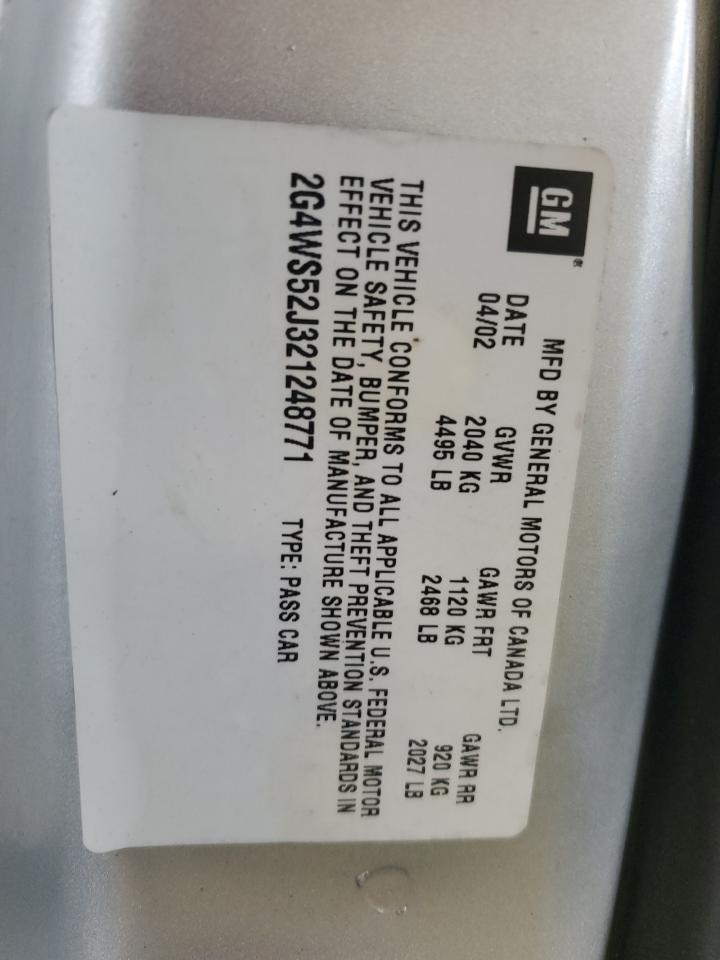 GM®
MFD BY GENERAL MOTORS OF CANADA LTD.
DATE GVWR GAWR FRT GAWR RR
04/02 2040 KG 1120 KG 920 KG
4495 LB 2468 LB 2027 LB
THIS VEHICLE CONFORMS TO ALL APPLICABLE U.S. FEDERAL MOTOR
VEHICLE SAFETY, BUMPER, AND THEFT PREVENTION STANDARDS IN
EFFECT ON THE DATE OF MANUFACTURE SHOWN ABOVE.
2G4WS52J321248771 TYPE: PASS CAR